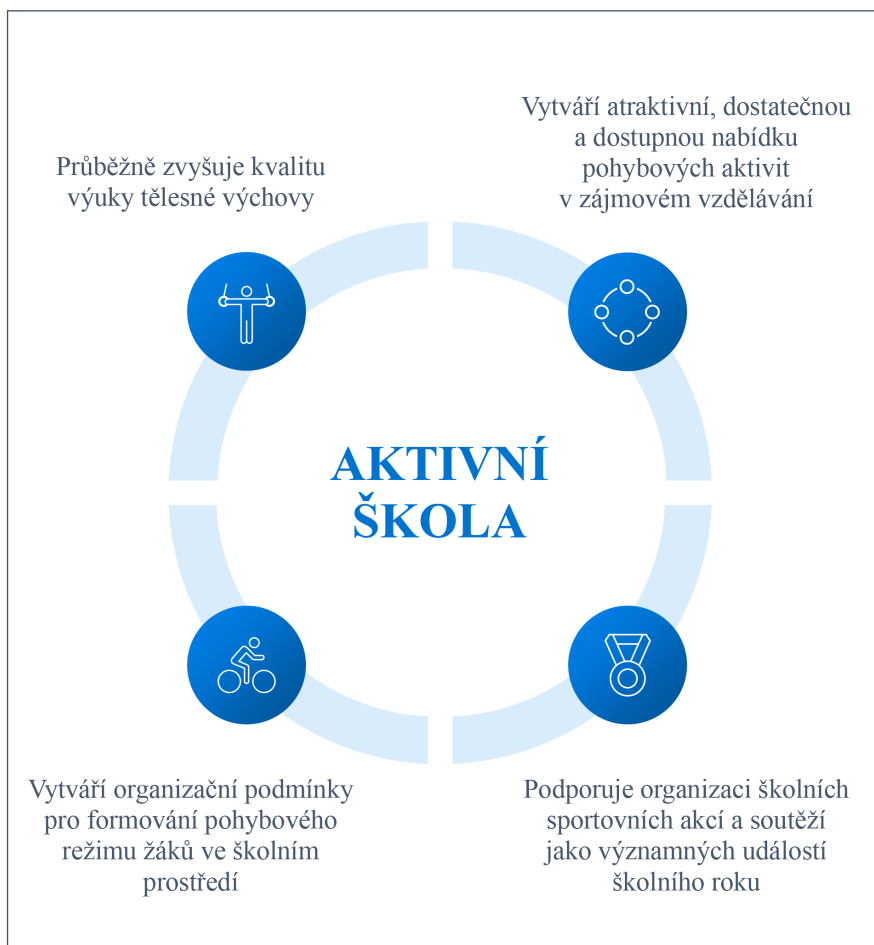 Průběžně zvyšuje kvalitu
výuky tělesné výchovy
Vytváří atraktivní, dostatečnou
a dostupnou nabídku
pohybových aktivit
v zájmovém vzdělávání
AKTIVNÍ
ŠKOLA
Vytváří organizační podmínky
pro formování pohybového
režimu žáků ve školním
prostředí
Podporuje organizaci školních
sportovních akcí a soutěží
jako významných událostí
školního roku